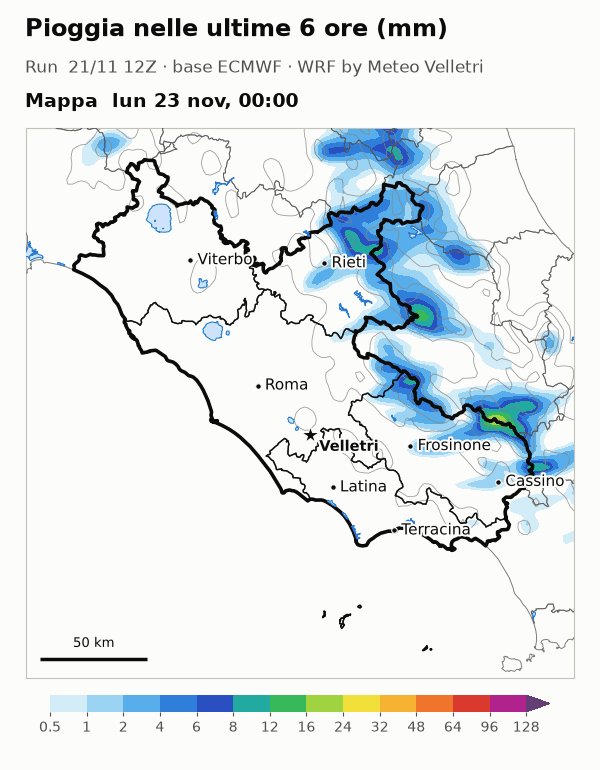 Pioggia nelle ultime 6 ore (mm)
Run  21/11 12Z · base ECMWF · WRF by Meteo Velletri
Mappa  lun 23 nov, 00:00
Viterbo
Rieti
Roma
Velletri
Frosinone
Latina
Cassino
Terracina
50 km
0.5 1 2 4 6 8 12 16 24 32 48 64 96 128